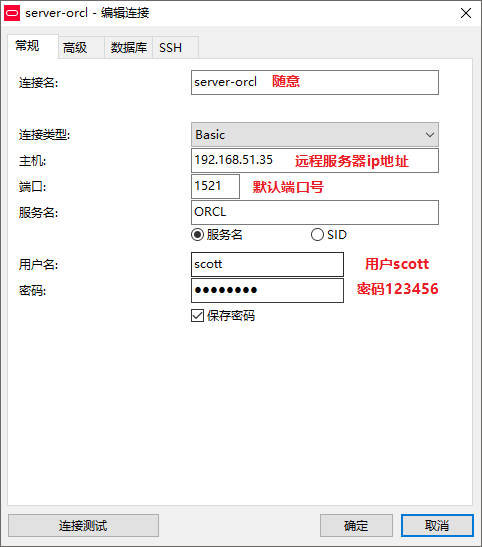 server-orcl - 编辑连接
常规 高级 数据库 SSH
连接名: server-orcl 随意
连接类型: Basic
主机: 192.168.51.35 远程服务器ip地址
端口: 1521 默认端口号
服务名: ORCL
服务名 SID
用户名: scott 用户scott
密码: ●●●●●●●● 密码123456
保存密码
连接测试 确定 取消